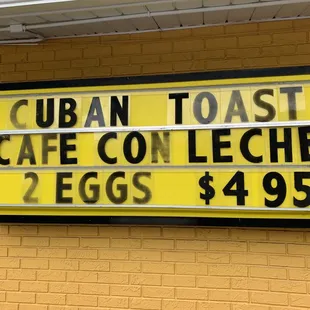 CUBAN TOAST
CAFE CON LECHE
2 EGGS $4 95